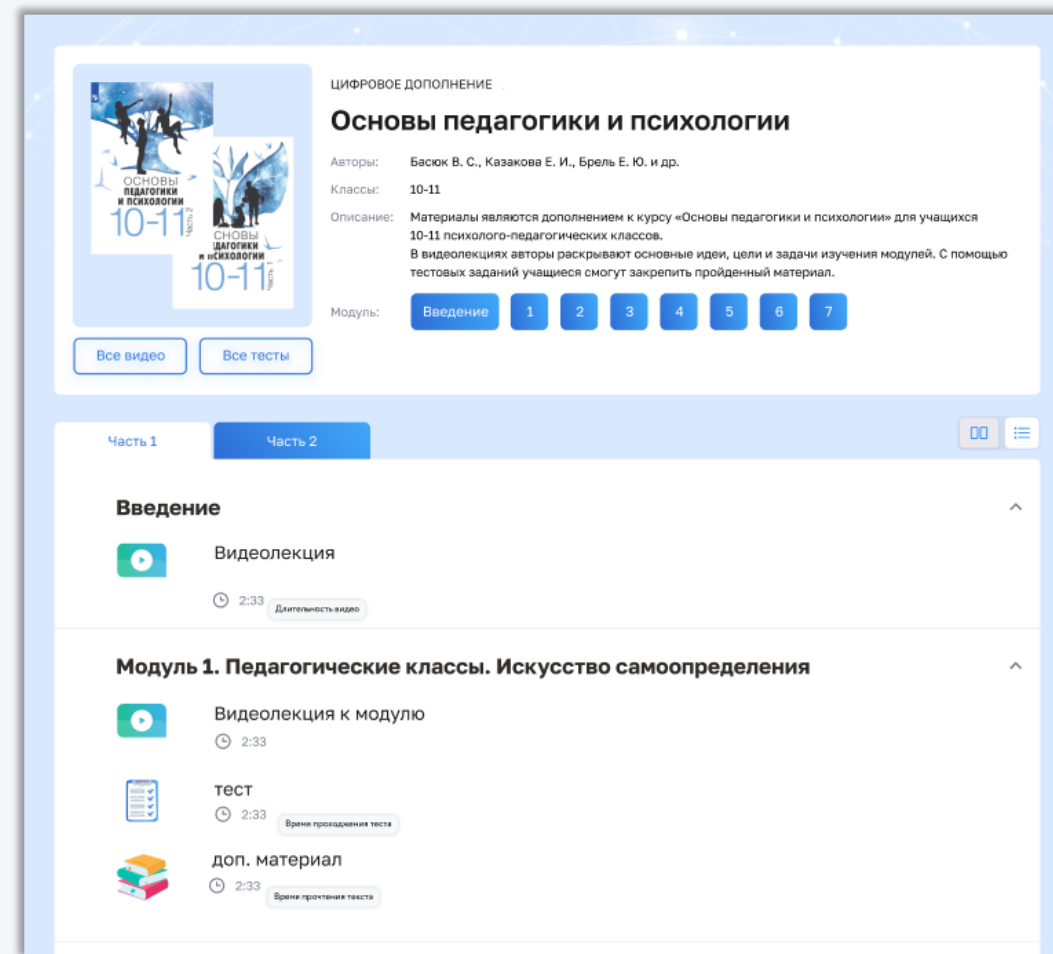 ЦИФРОВОЕ ДОПОЛНЕНИЕ
Основы педагогики и психологии
Авторы: Басюк В. С., Казакова Е. И., Брель Е. Ю. и др.
Классы: 10-11
Описание: Материалы являются дополнением к курсу «Основы педагогики и психологии» для учащихся
10-11 психолого-педагогических классов.
В видеолекциях авторы раскрывают основные идеи, цели и задачи изучения модулей. С помощью
тестовых заданий учащиеся смогут закрепить пройденный материал.
Модуль: Введение 1 2 3 4 5 6 7
ОСНОВЫ
ПЕДАГОГИКИ
И ПСИХОЛОГИИ
10-11
Часть 2
СНОВЫ
ДАГОГИКИ
И ПСИХОЛОГИИ
10-11
Часть 1
Все видео Все тесты
Часть 1 Часть 2
Введение
Видеолекция
2:33 Длительность видео
Модуль 1. Педагогические классы. Искусство самоопределения
Видеолекция к модулю
2:33
тест
2:33 Время прохождения теста
доп. материал
2:33 Время прочтения текста